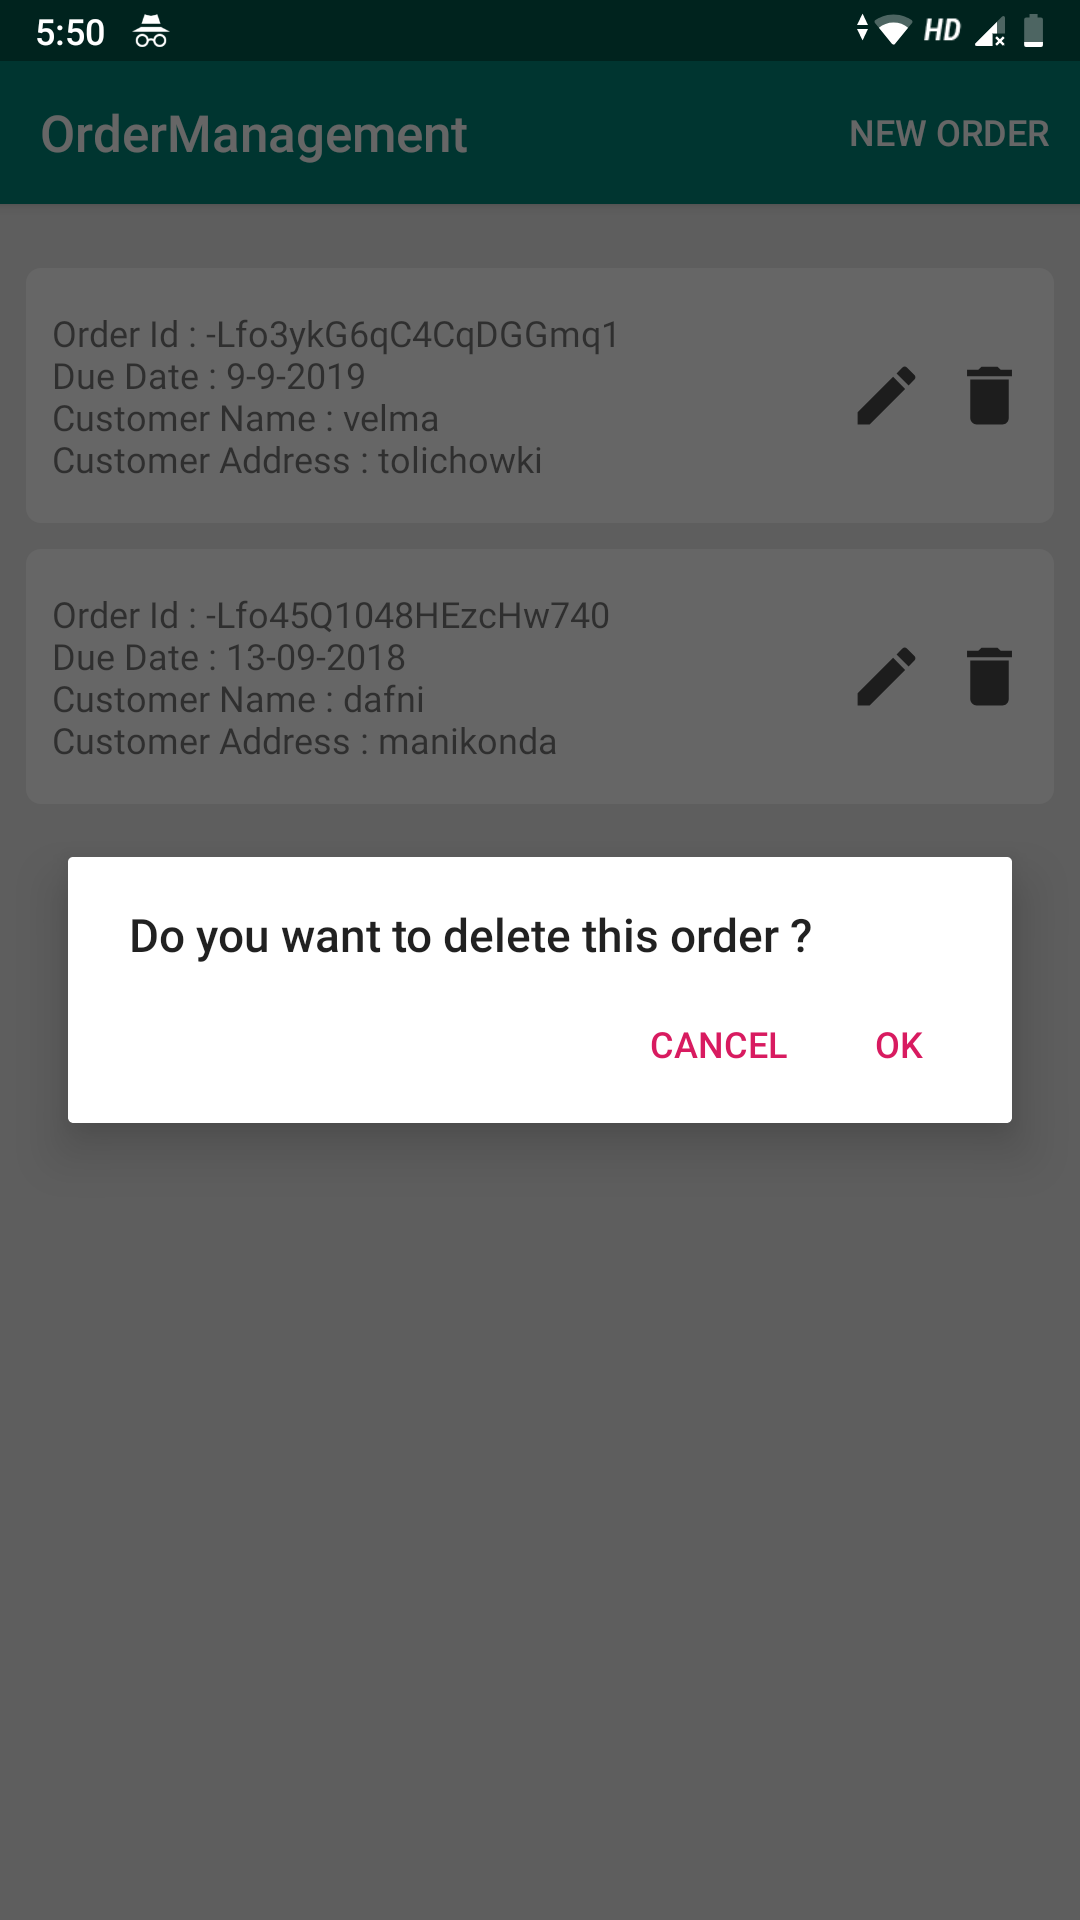 5:50 HD
OrderManagement NEW ORDER
Order Id : -Lfo3ykG6qC4CqDGGmq1
Due Date : 9-9-2019
Customer Name : velma
Customer Address : tolichowki
Order Id : -Lfo45Q1048HEzcHw740
Due Date : 13-09-2018
Customer Name : dafni
Customer Address : manikonda
Do you want to delete this order ?
CANCEL OK